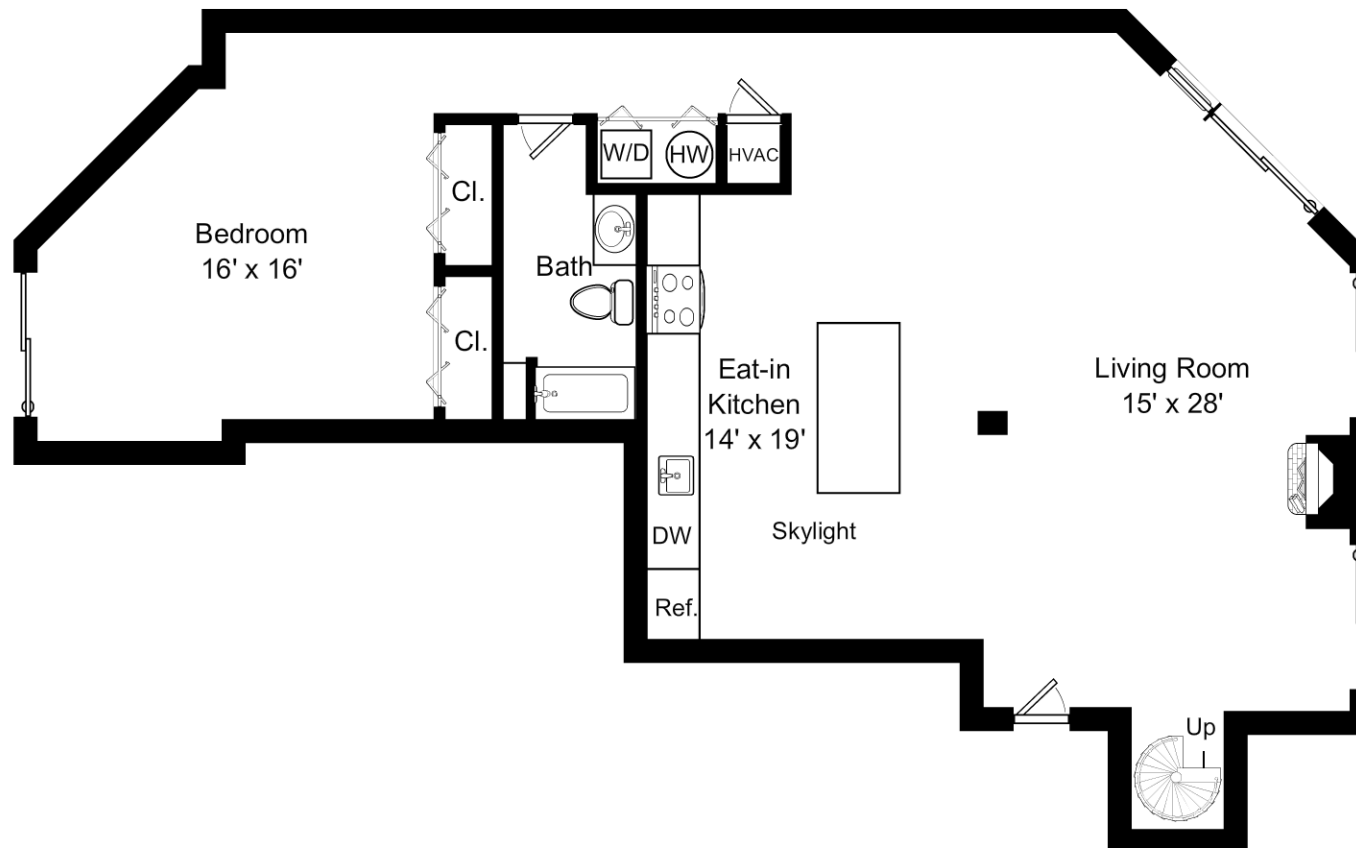 W/D
HW
HVAC
Cl.
Bedroom
16' x 16'
Bath
Cl.
Eat-in
Kitchen
14' x 19'
Living Room
15' x 28'
DW
Skylight
Ref.
Up